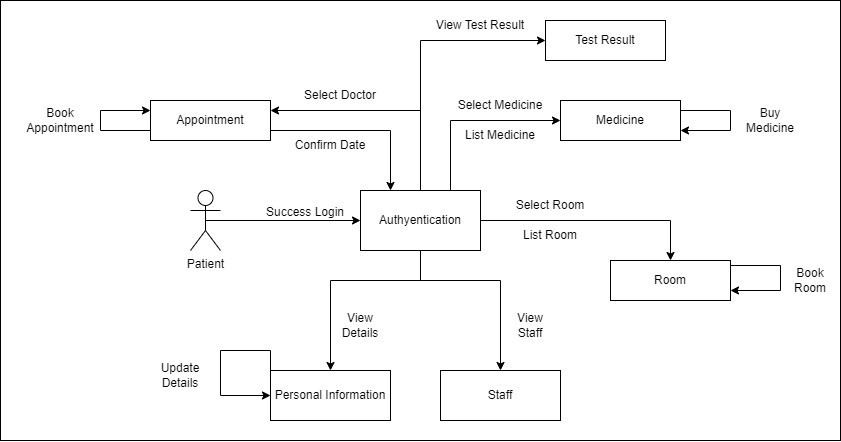 View Test Result
Test Result
Select Doctor
Select Medicine
Book
Appointment
Appointment
Medicine
Buy
Medicine
List Medicine
Confirm Date
Select Room
Success Login
Authyentication
List Room
Patient
Room
Book
Room
View
Details
View
Staff
Update
Details
Personal Information
Staff